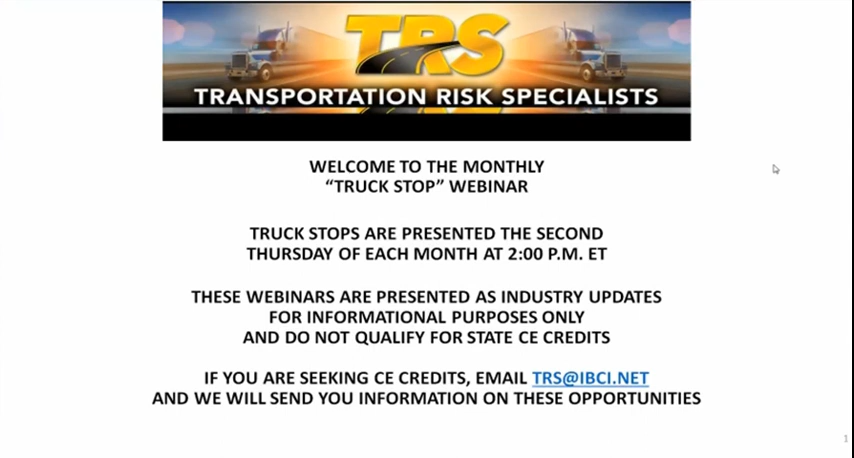 TRS
TRANSPORTATION RISK SPECIALISTS
WELCOME TO THE MONTHLY
“TRUCK STOP” WEBINAR
TRUCK STOPS ARE PRESENTED THE SECOND
THURSDAY OF EACH MONTH AT 2:00 P.M. ET
THESE WEBINARS ARE PRESENTED AS INDUSTRY UPDATES
FOR INFORMATIONAL PURPOSES ONLY
AND DO NOT QUALIFY FOR STATE CE CREDITS
IF YOU ARE SEEKING CE CREDITS, EMAIL TRS@IBCI.NET
AND WE WILL SEND YOU INFORMATION ON THESE OPPORTUNITIES
1